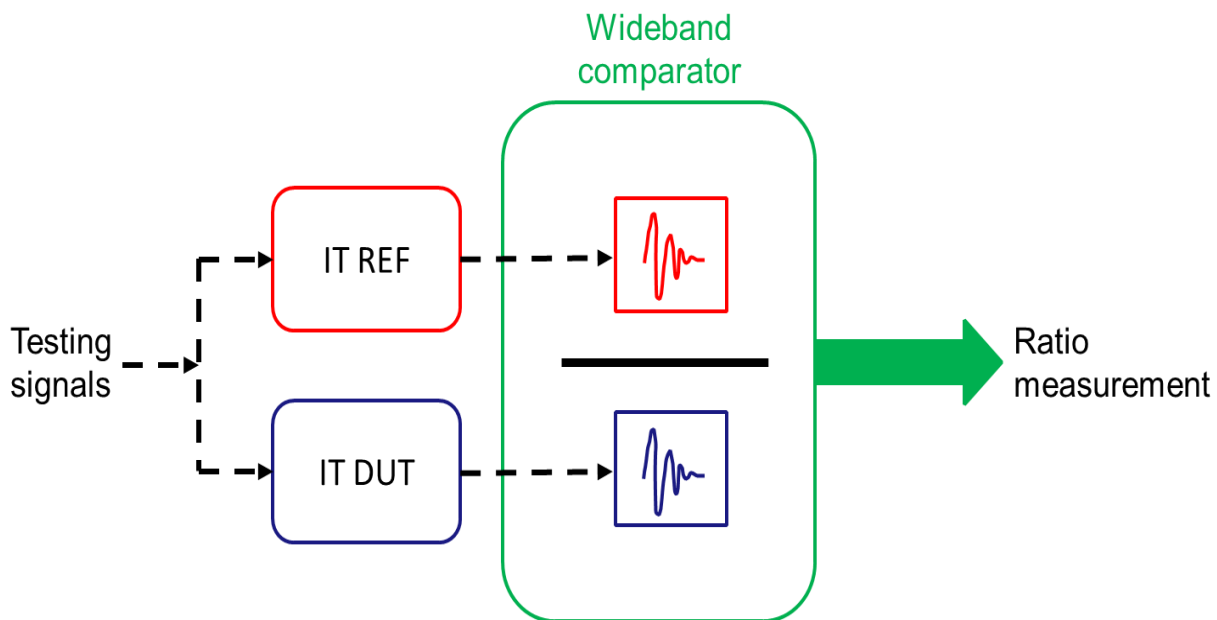 Wideband
comparator
IT REF
Testing
signals
IT DUT
Ratio
measurement